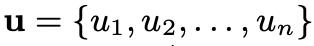 u = {u₁, u₂, . . . , uₙ}